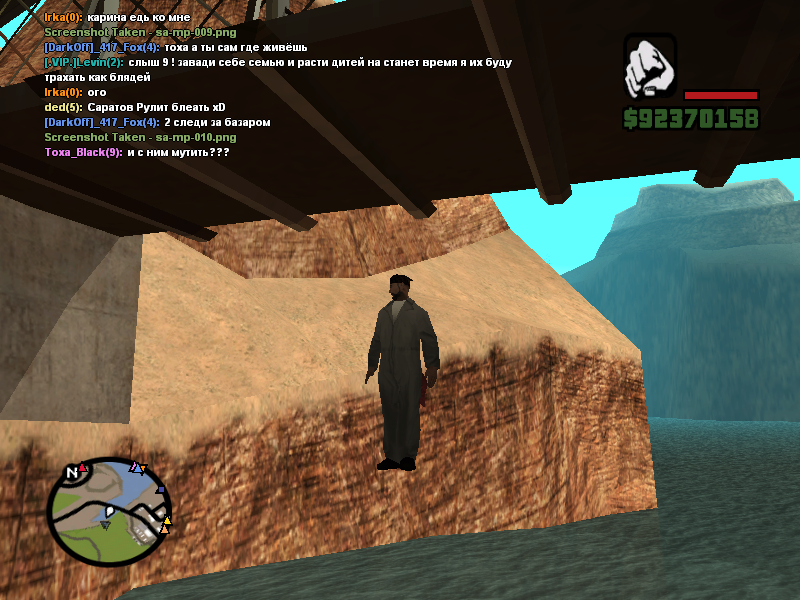 Irka(0): карина едь ко мне
Screenshot Taken - sa-mp-009.png
[DarkOff]_417_Fox(4): тоха а ты сам где живёшь
[.VIP.]Levin(2): слыш 9 ! завади себе семью и расти дитей на станет время я их буду
трахать как блядей
Irka(0): ого
ded(5): Саратов Рулит блеать xD
[DarkOff]_417_Fox(4): 2 следи за базаром
Screenshot Taken - sa-mp-010.png
Toxa_Black(9): и с ним мутить???
$92370158
N